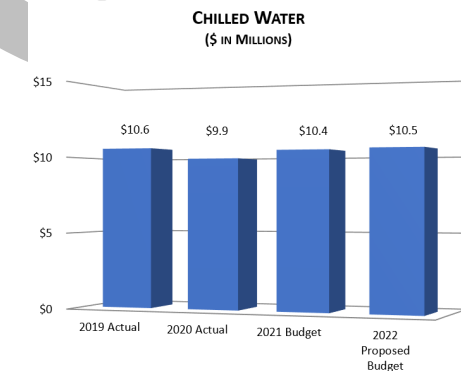 CHILLED WATER
($ IN MILLIONS)
$15
$10.6
$9.9
$10.4
$10.5
$10
$5
$0
2019 Actual
2020 Actual
2021 Budget
2022
Proposed
Budget